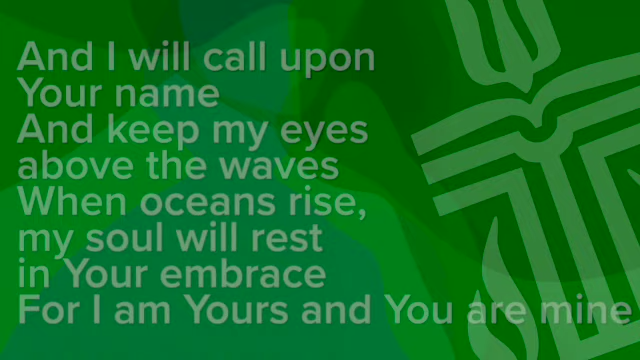 And I will call upon
Your name
And keep my eyes
above the waves
When oceans rise,
my soul will rest
in Your embrace
For I am Yours and You are mine